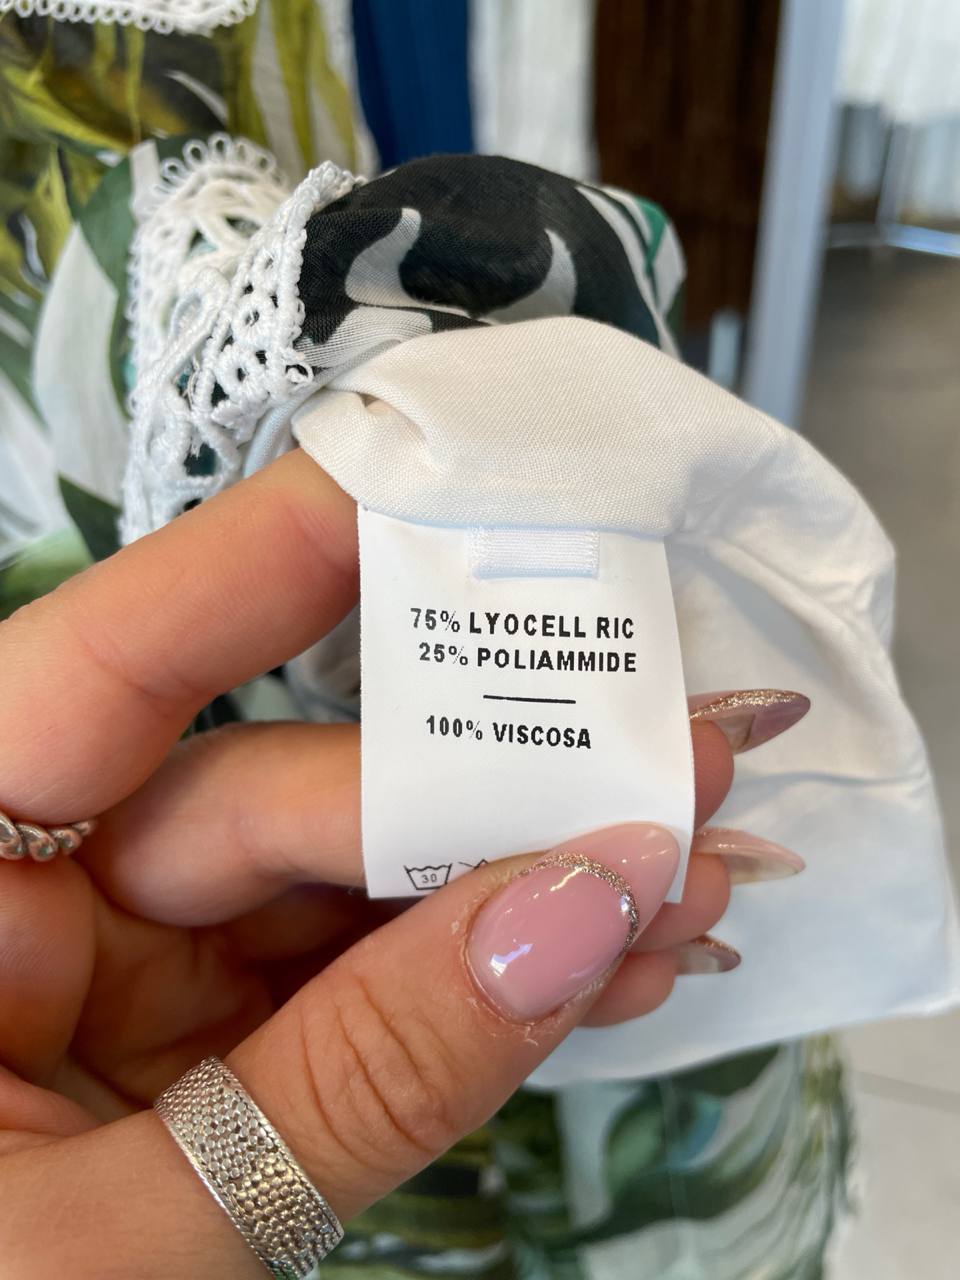 75% LYOCELL RIC
25% POLIAMMIDE
100% VISCOSA
30